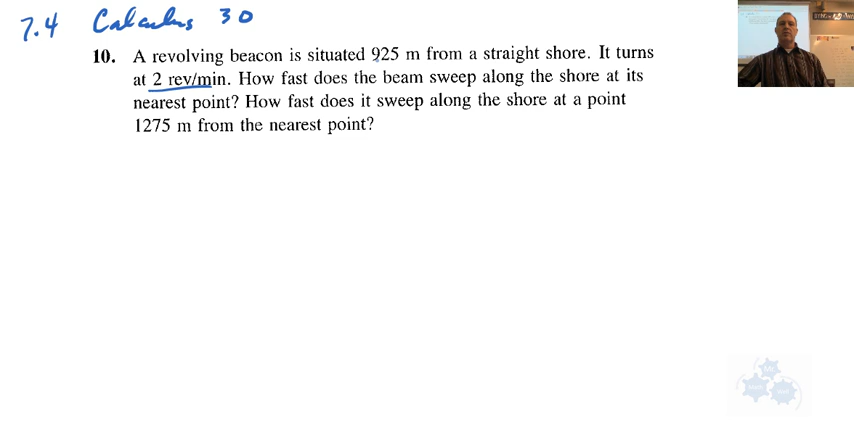 7.4 Calculus 30
10. A revolving beacon is situated 925 m from a straight shore. It turns
at 2 rev/min. How fast does the beam sweep along the shore at its
nearest point? How fast does it sweep along the shore at a point
1275 m from the nearest point?